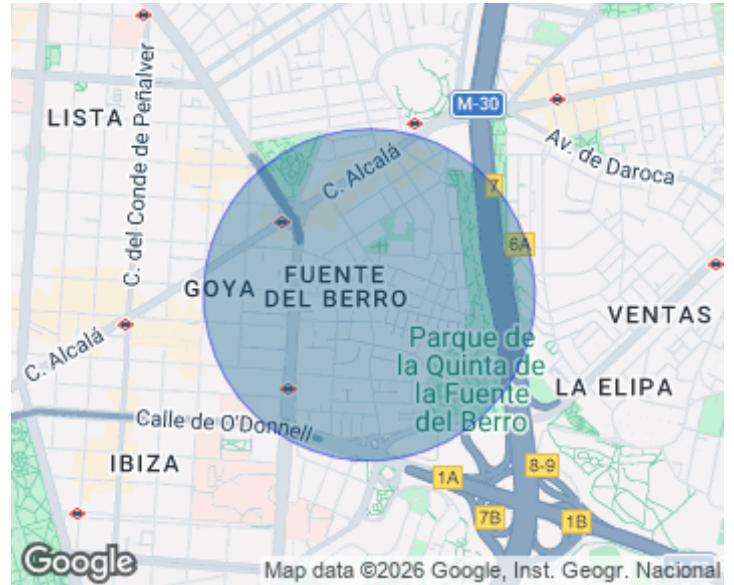 LISTA
C. del Conde de Peñalver
M-30
Av. de Daroca
C. Alcalá
7
6A
GOYA
FUENTE
DEL BERRO
VENTAS
C. Alcalá
Parque de
la Quinta de
la Fuente
del Berro
LA ELIPA
Calle de O'Donnell
IBIZA
1A
8-9
7B
1B
Google
Map data ©2026 Google, Inst. Geogr. Nacional